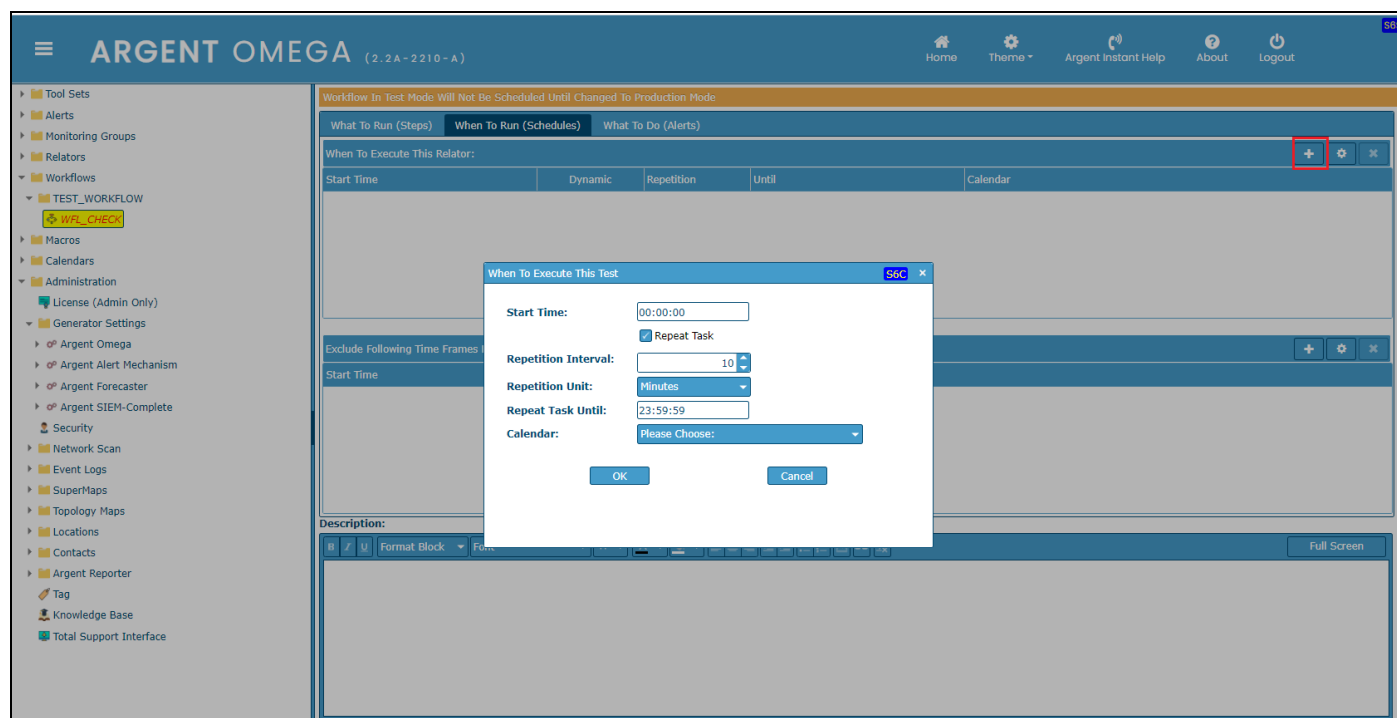 S6
ARGENT OMEGA (2.2A-2210-A)
Home
Theme
Argent Instant Help
About
Logout
Tool Sets
Alerts
Monitoring Groups
Relators
Workflows
TEST_WORKFLOW
WFL_CHECK
Macros
Calendars
Administration
License (Admin Only)
Generator Settings
Argent Omega
Argent Alert Mechanism
Argent Forecaster
Argent SIEM-Complete
Security
Network Scan
Event Logs
SuperMaps
Topology Maps
Locations
Contacts
Argent Reporter
Tag
Knowledge Base
Total Support Interface
Workflow In Test Mode Will Not Be Scheduled Until Changed To Production Mode
What To Run (Steps) When To Run (Schedules) What To Do (Alerts)
When To Execute This Relator:
Start Time Dynamic Repetition Until Calendar
When To Execute This Test S6C
Start Time: 00:00:00
Repeat Task
Repetition Interval: 10
Repetition Unit: Minutes
Repeat Task Until: 23:59:59
Calendar: Please Choose:
OK Cancel
Exclude Following Time Frames
Start Time
Description:
B I U Format Block Full Screen